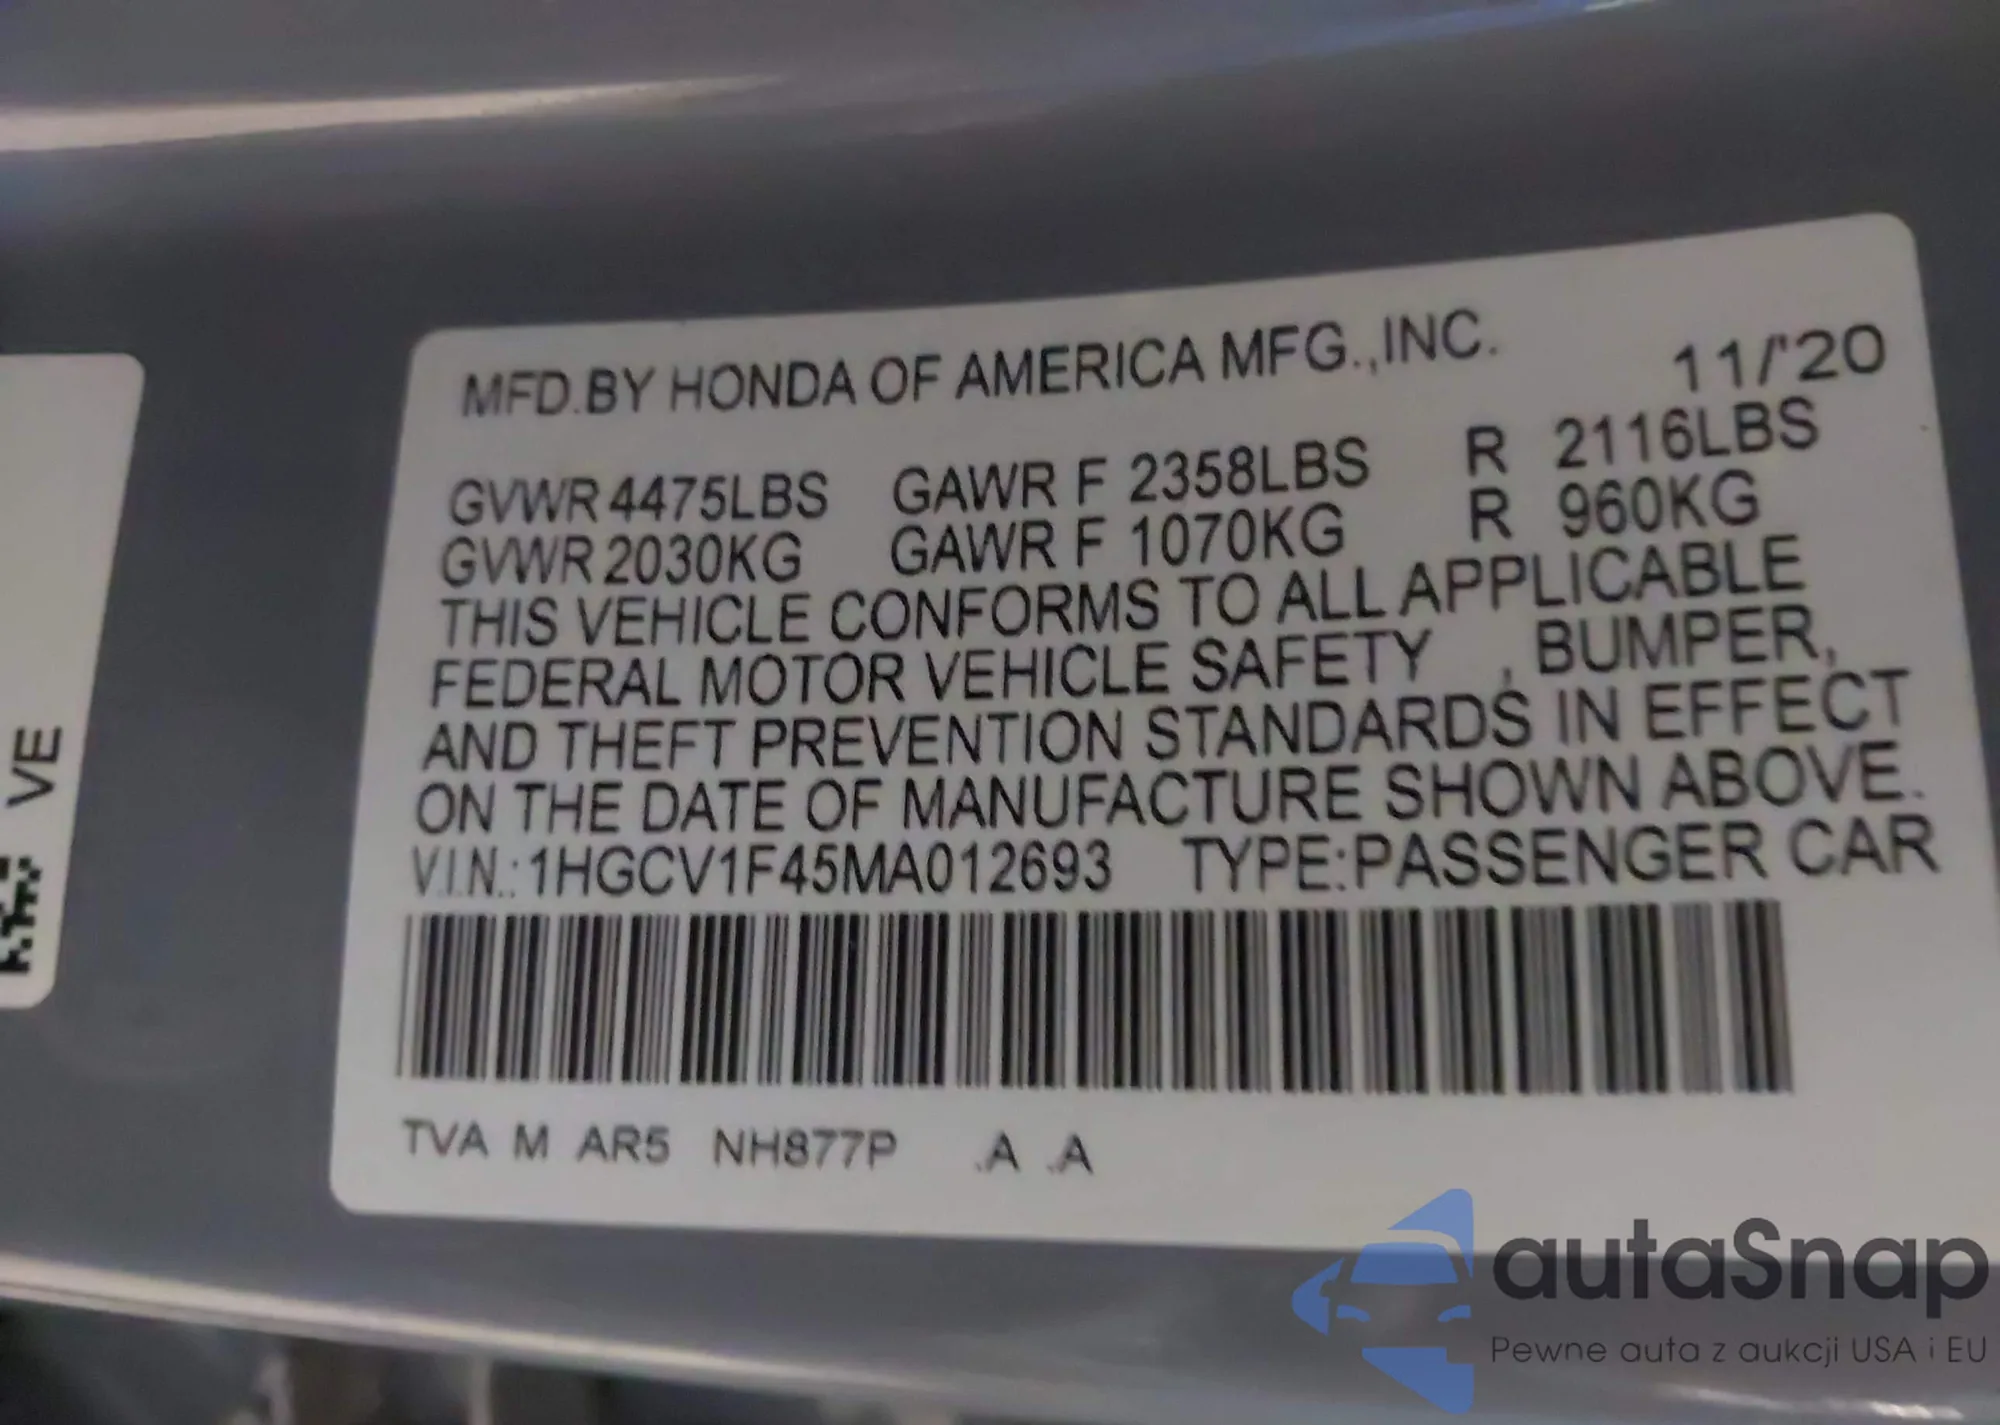 MFD.BY HONDA OF AMERICA MFG.,INC. 11/'20
GVWR 4475LBS GAWR F 2358LBS R 2116LBS
GVWR 2030KG GAWR F 1070KG R 960KG
THIS VEHICLE CONFORMS TO ALL APPLICABLE
FEDERAL MOTOR VEHICLE SAFETY , BUMPER,
AND THEFT PREVENTION STANDARDS IN EFFECT
ON THE DATE OF MANUFACTURE SHOWN ABOVE.
V.I.N.:1HGCV1F45MA012693 TYPE:PASSENGER CAR
TVA M AR5 NH877P .A .A
VE
autaSnap
Pewne auta z aukcji USA i EU